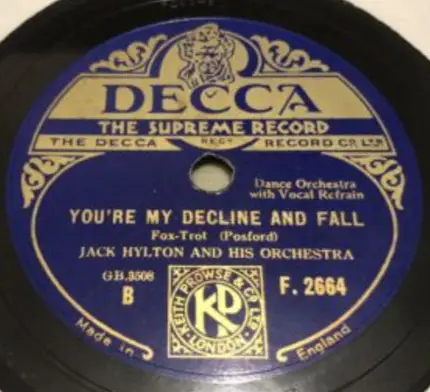 DECCA
THE SUPREME RECORD
THE DECCA REGD RECORD CO. LTD.
Dance Orchestra
with Vocal Refrain
YOU'RE MY DECLINE AND FALL
Fox-Trot (Posford)
JACK HYLTON AND HIS ORCHESTRA
GB.3508
B
F. 2664
KEITH PROWSE & CO LTD
KP
LONDON
Made in England